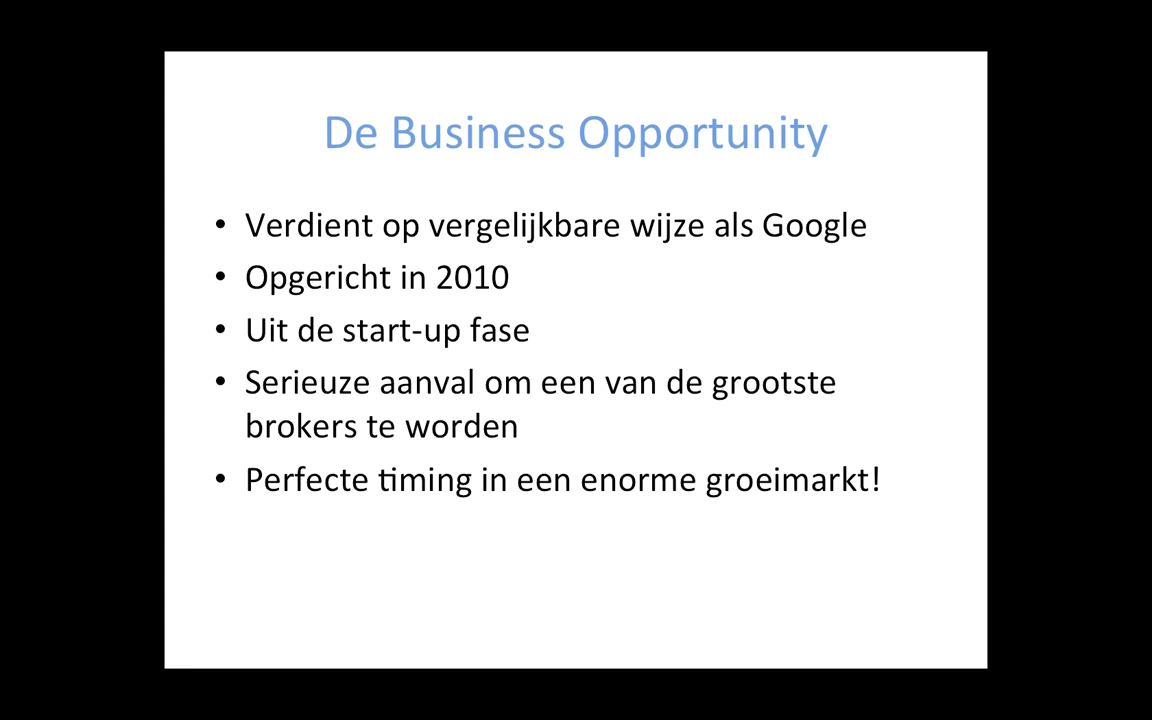 De Business Opportunity
• Verdient op vergelijkbare wijze als Google
• Opgericht in 2010
• Uit de start-up fase
• Serieuze aanval om een van de grootste
brokers te worden
• Perfecte timing in een enorme groeimarkt!